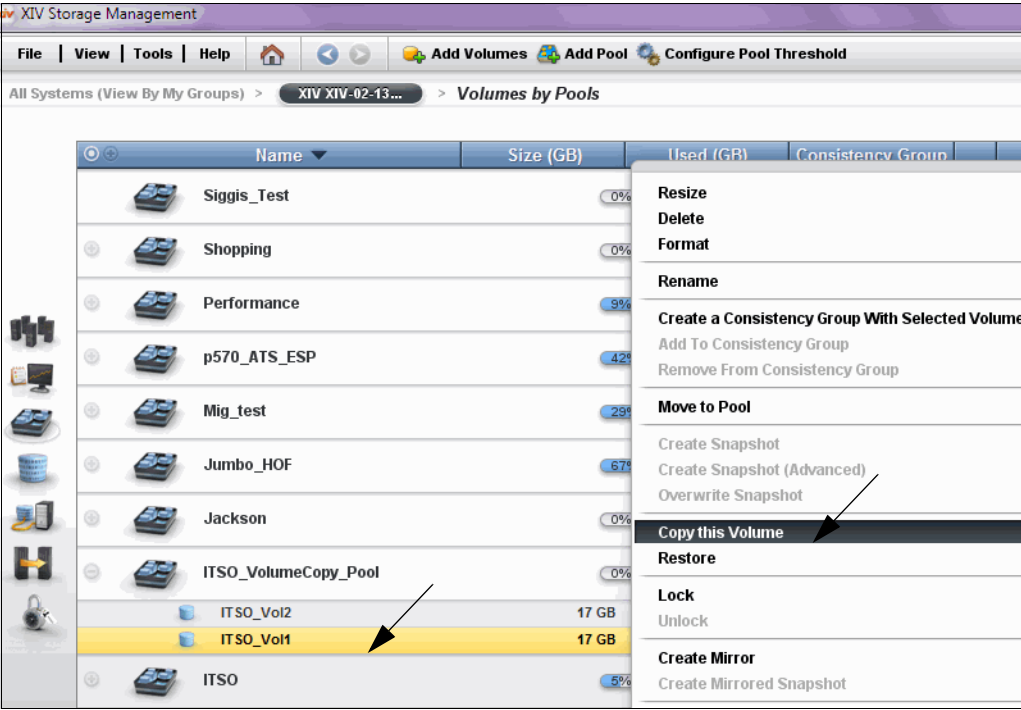 XIV Storage Management
File | View | Tools | Help Add Volumes Add Pool Configure Pool Threshold
All Systems (View By My Groups) > XIV XIV-02-13... > Volumes by Pools
Name Size (GB) Used (GB) Consistency Group
Siggis_Test 0%
Shopping 0%
Performance 9%
p570_ATS_ESP 42%
Mig_test 29%
Jumbo_HOF 67%
Jackson 0%
ITSO_VolumeCopy_Pool 0%
ITSO_Vol2 17 GB
ITSO_Vol1 17 GB
ITSO 5%
Resize
Delete
Format
Rename
Create a Consistency Group With Selected Volume
Add To Consistency Group
Remove From Consistency Group
Move to Pool
Create Snapshot
Create Snapshot (Advanced)
Overwrite Snapshot
Copy this Volume
Restore
Lock
Unlock
Create Mirror
Create Mirrored Snapshot